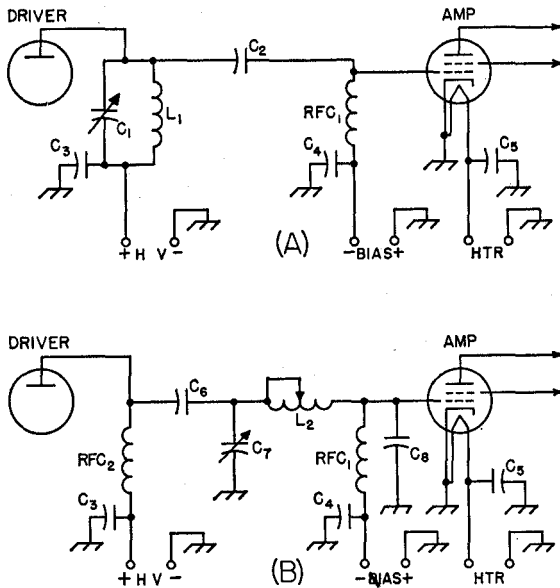 DRIVER
AMP
C2
C1
L1
RFC1
C3
C4
C5
+ H V -
(A)
-BIAS+
HTR
DRIVER
AMP
C6
L2
RFC2
C7
RFC1
C8
C3
C4
C5
+ H V -
(B)
-BIAS+
HTR